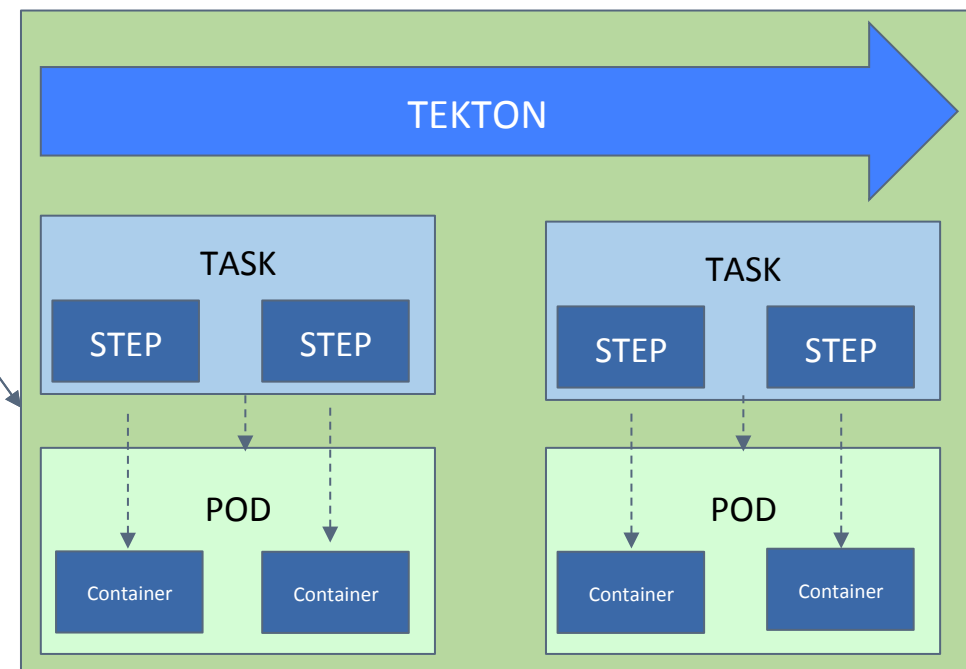 TEKTON
TASK
STEP STEP
POD
Container Container
TASK
STEP STEP
POD
Container Container